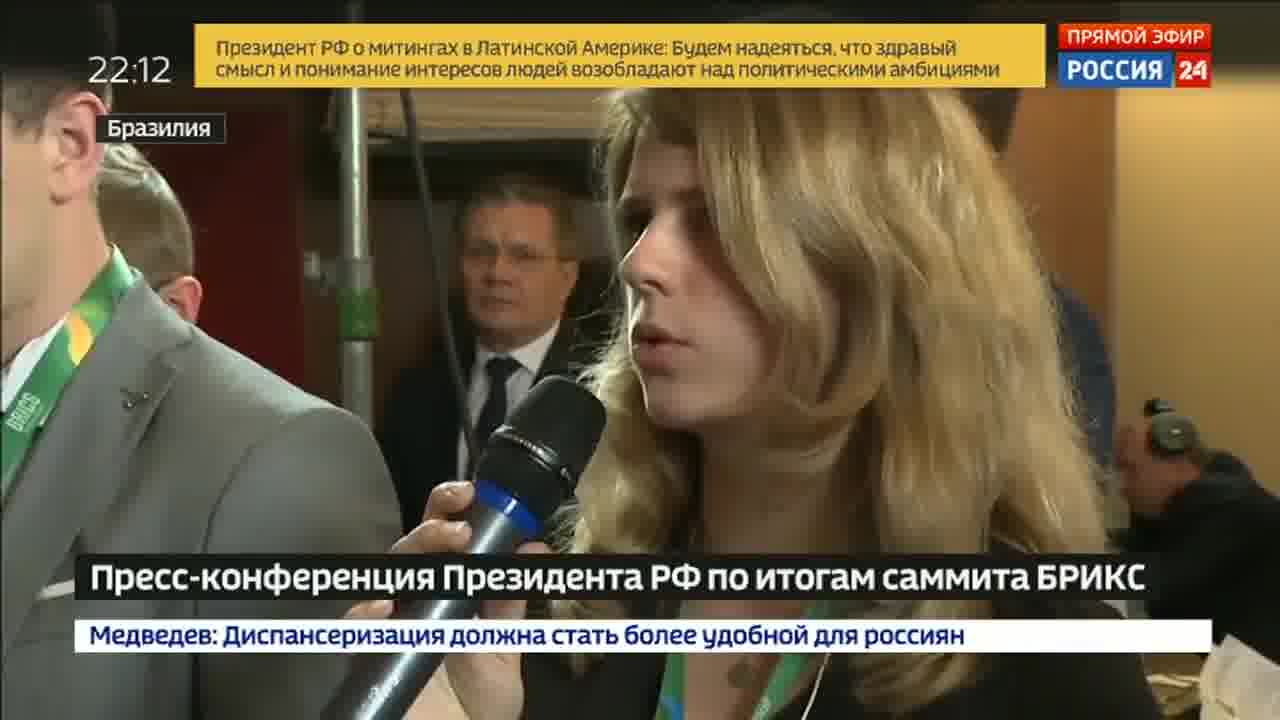 22:12
Президент РФ о митингах в Латинской Америке: Будем надеяться, что здравый
смысл и понимание интересов людей возобладают над политическими амбициями
ПРЯМОЙ ЭФИР
РОССИЯ 24
Бразилия
BRICS
Пресс-конференция Президента РФ по итогам саммита БРИКС
Медведев: Диспансеризация должна стать более удобной для россиян